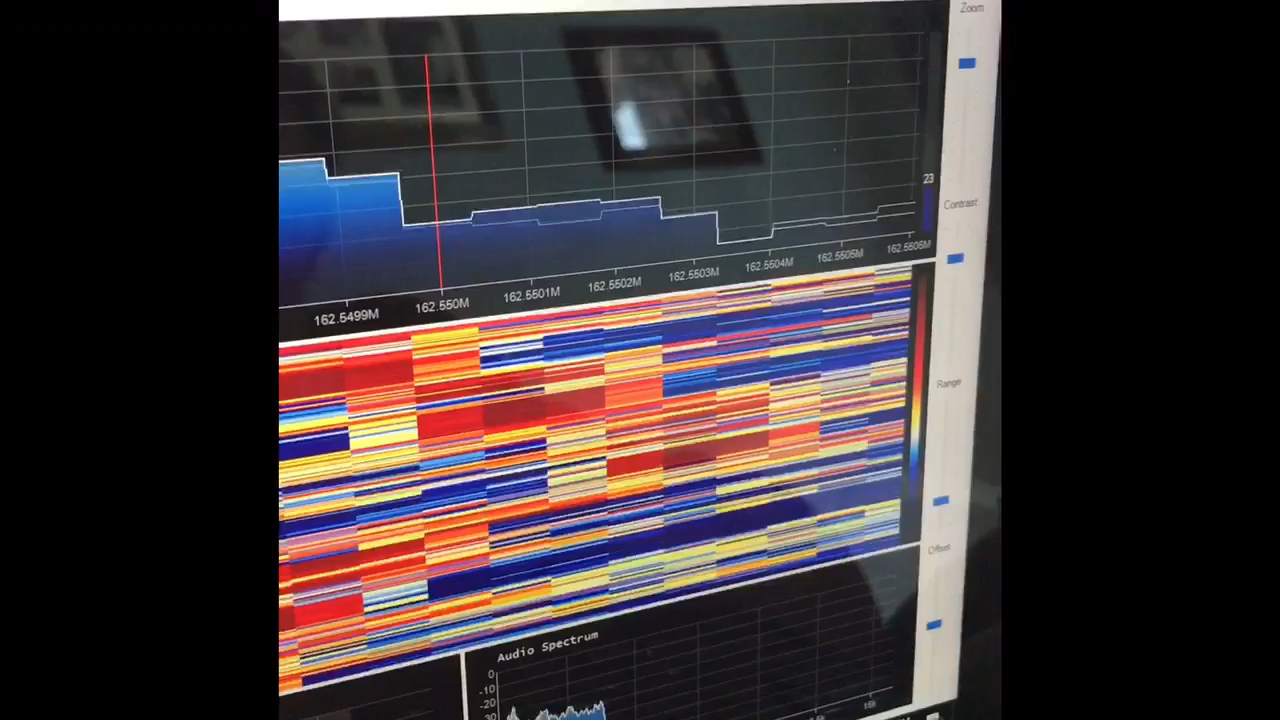 Zoom
23
Contrast
162.5499M 162.550M 162.5501M 162.5502M 162.5503M 162.5504M 162.5505M 162.5506M
Range
Offset
Audio Spectrum
0
-10
-20
15k